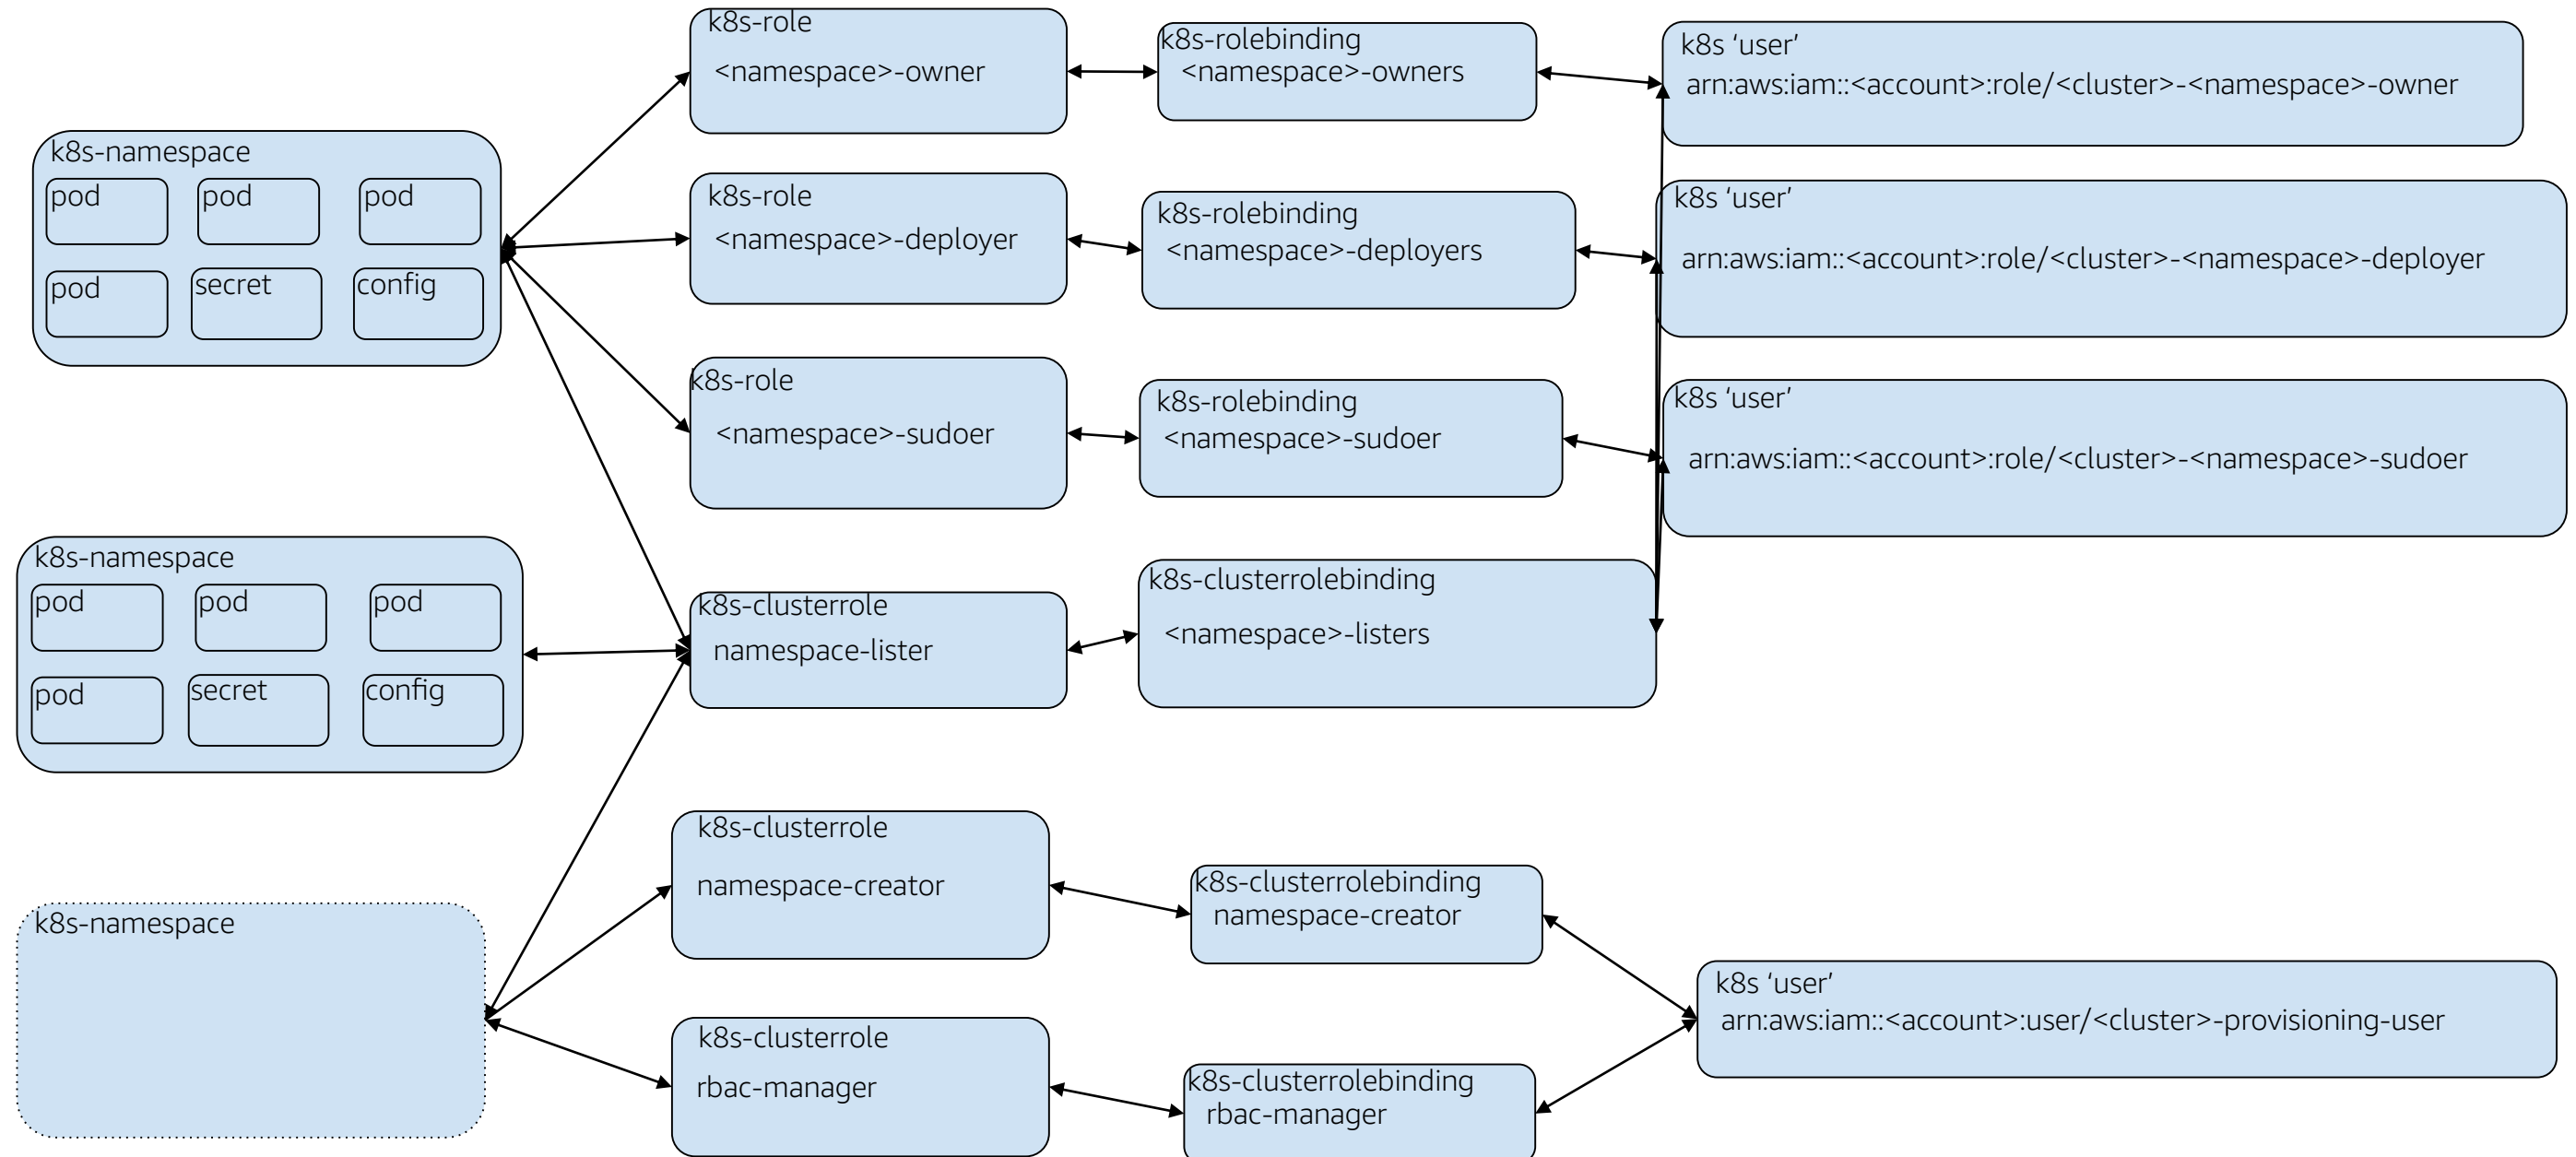 k8s-role
<namespace>-owner
k8s-rolebinding
<namespace>-owners
k8s 'user'
arn:aws:iam::<account>:role/<cluster>-<namespace>-owner
k8s-namespace
pod
pod
pod
pod
secret
config
k8s-role
<namespace>-deployer
k8s-rolebinding
<namespace>-deployers
k8s ‘user’
arn:aws:iam::<account>:role/<cluster>-<namespace>-deployer
k8s-role
<namespace>-sudoer
k8s-rolebinding
<namespace>-sudoer
k8s ‘user’
arn:aws:iam::<account>:role/<cluster>-<namespace>-sudoer
k8s-namespace
pod
pod
pod
pod
secret
config
k8s-clusterrole
namespace-lister
k8s-clusterrolebinding
<namespace>-listers
k8s-clusterrole
namespace-creator
k8s-clusterrolebinding
namespace-creator
k8s-namespace
k8s ‘user’
arn:aws:iam::<account>:user/<cluster>-provisioning-user
k8s-clusterrole
rbac-manager
k8s-clusterrolebinding
rbac-manager